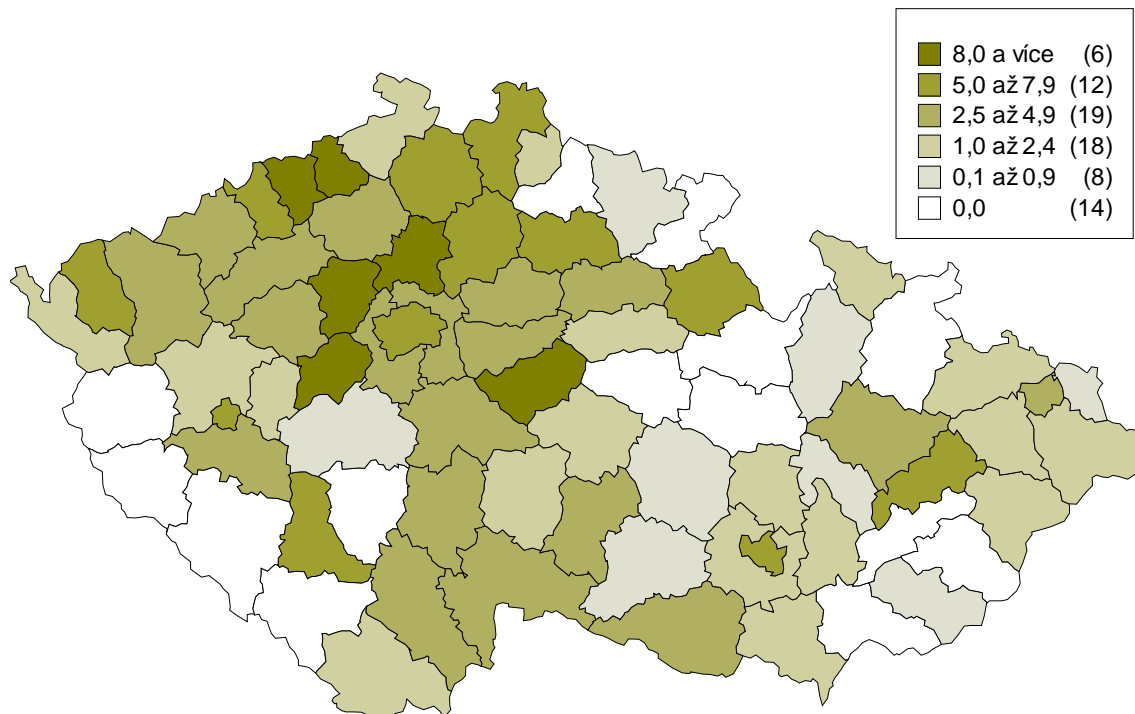 8,0 a více (6)
5,0 až 7,9 (12)
2,5 až 4,9 (19)
1,0 až 2,4 (18)
0,1 až 0,9 (8)
0,0 (14)